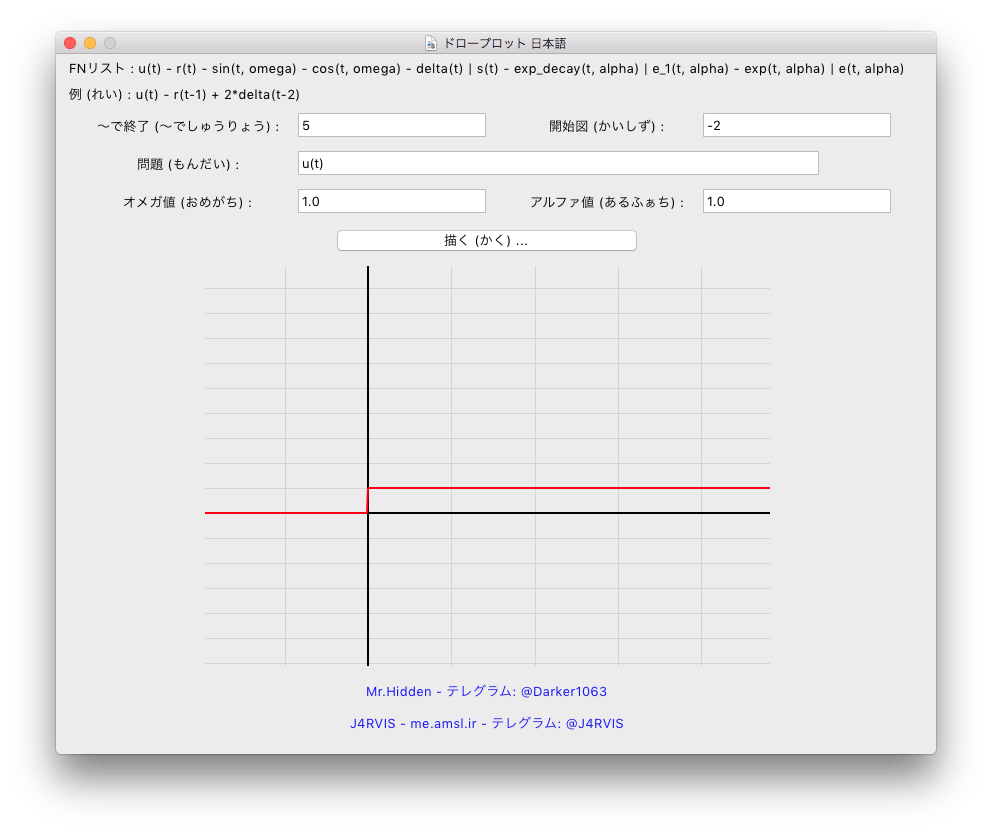 ドロープロット 日本語
FNリスト : u(t) - r(t) - sin(t, omega) - cos(t, omega) - delta(t) | s(t) - exp_decay(t, alpha) | e_1(t, alpha) - exp(t, alpha) | e(t, alpha)
例 (れい) : u(t) - r(t-1) + 2*delta(t-2)
〜で終了 (〜でしゅうりょう) : 5 開始図 (かいしず) : -2
問題 (もんだい) : u(t)
オメガ値 (おめがち) : 1.0 アルファ値 (あるふぁち) : 1.0
描く (かく) ...
Mr.Hidden - テレグラム: @Darker1063
J4RVIS - me.amsl.ir - テレグラム: @J4RVIS